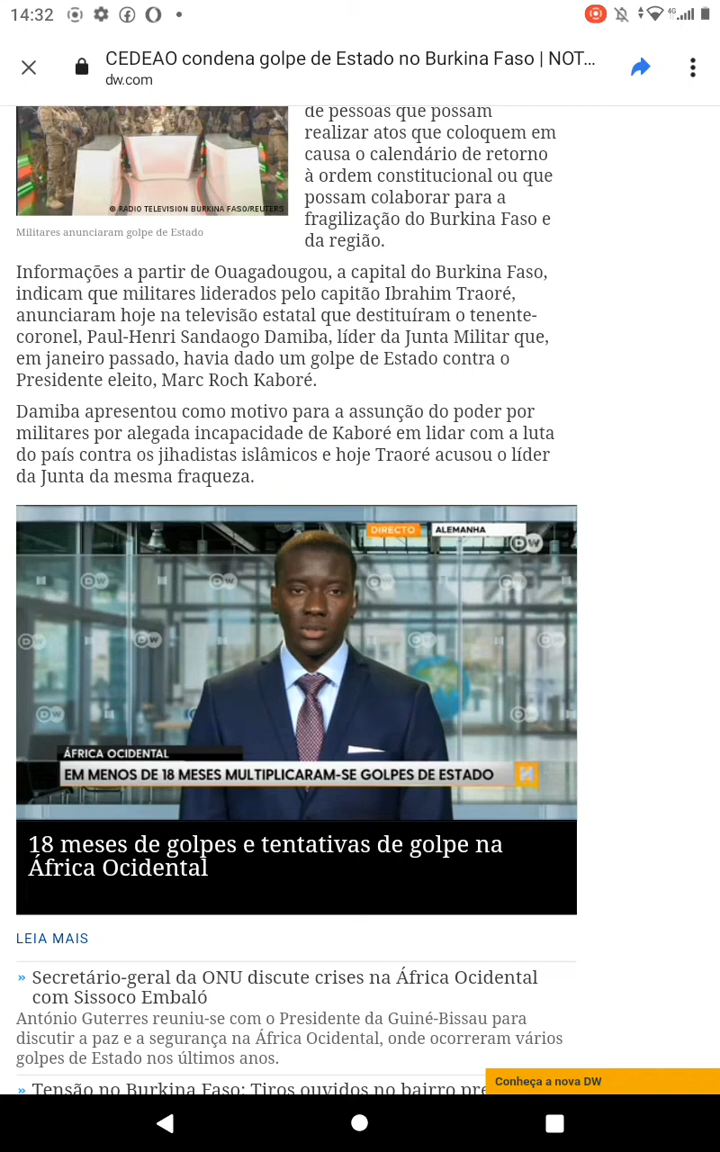 14:32
4G
CEDEAO condena golpe de Estado no Burkina Faso | NOT...
dw.com
de pessoas que possam
realizar atos que coloquem em
causa o calendário de retorno
à ordem constitucional ou que
possam colaborar para a
fragilização do Burkina Faso e
da região.
© RADIO TELEVISION BURKINA FASO/REUTERS
Militares anunciaram golpe de Estado
Informações a partir de Ouagadougou, a capital do Burkina Faso,
indicam que militares liderados pelo capitão Ibrahim Traoré,
anunciaram hoje na televisão estatal que destituíram o tenente-
coronel, Paul-Henri Sandaogo Damiba, líder da Junta Militar que,
em janeiro passado, havia dado um golpe de Estado contra o
Presidente eleito, Marc Roch Kaboré.
Damiba apresentou como motivo para a assunção do poder por
militares por alegada incapacidade de Kaboré em lidar com a luta
do país contra os jihadistas islâmicos e hoje Traoré acusou o líder
da Junta da mesma fraqueza.
DIRECTO ALEMANHA
DW
ÁFRICA OCIDENTAL
EM MENOS DE 18 MESES MULTIPLICARAM-SE GOLPES DE ESTADO
18 meses de golpes e tentativas de golpe na
África Ocidental
LEIA MAIS
» Secretário-geral da ONU discute crises na África Ocidental
com Sissoco Embaló
António Guterres reuniu-se com o Presidente da Guiné-Bissau para
discutir a paz e a segurança na África Ocidental, onde ocorreram vários
golpes de Estado nos últimos anos.
» Tensão no Burkina Faso: Tiros ouvidos no bairro pre
Conheça a nova DW